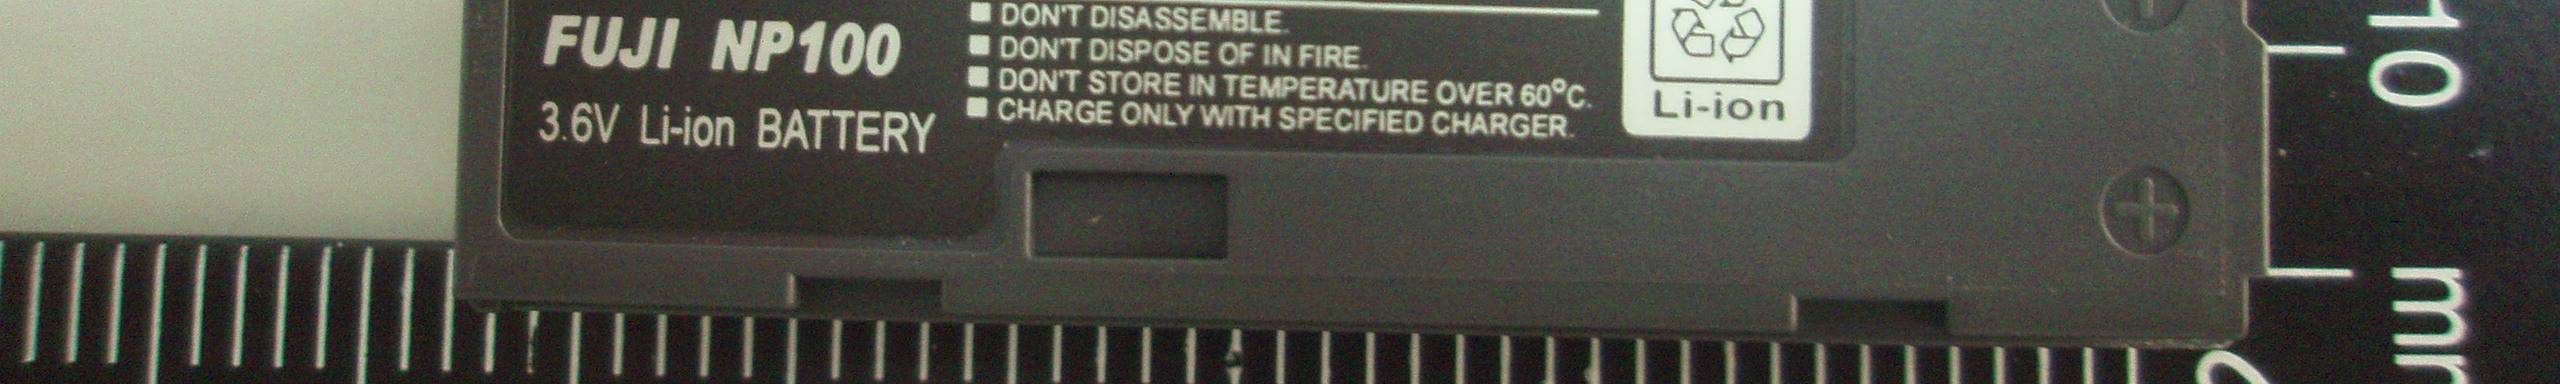 FUJI NP100
3.6V Li-ion BATTERY
DON'T DISASSEMBLE.
DON'T DISPOSE OF IN FIRE.
DON'T STORE IN TEMPERATURE OVER 60°C.
CHARGE ONLY WITH SPECIFIED CHARGER.
Li-ion
10